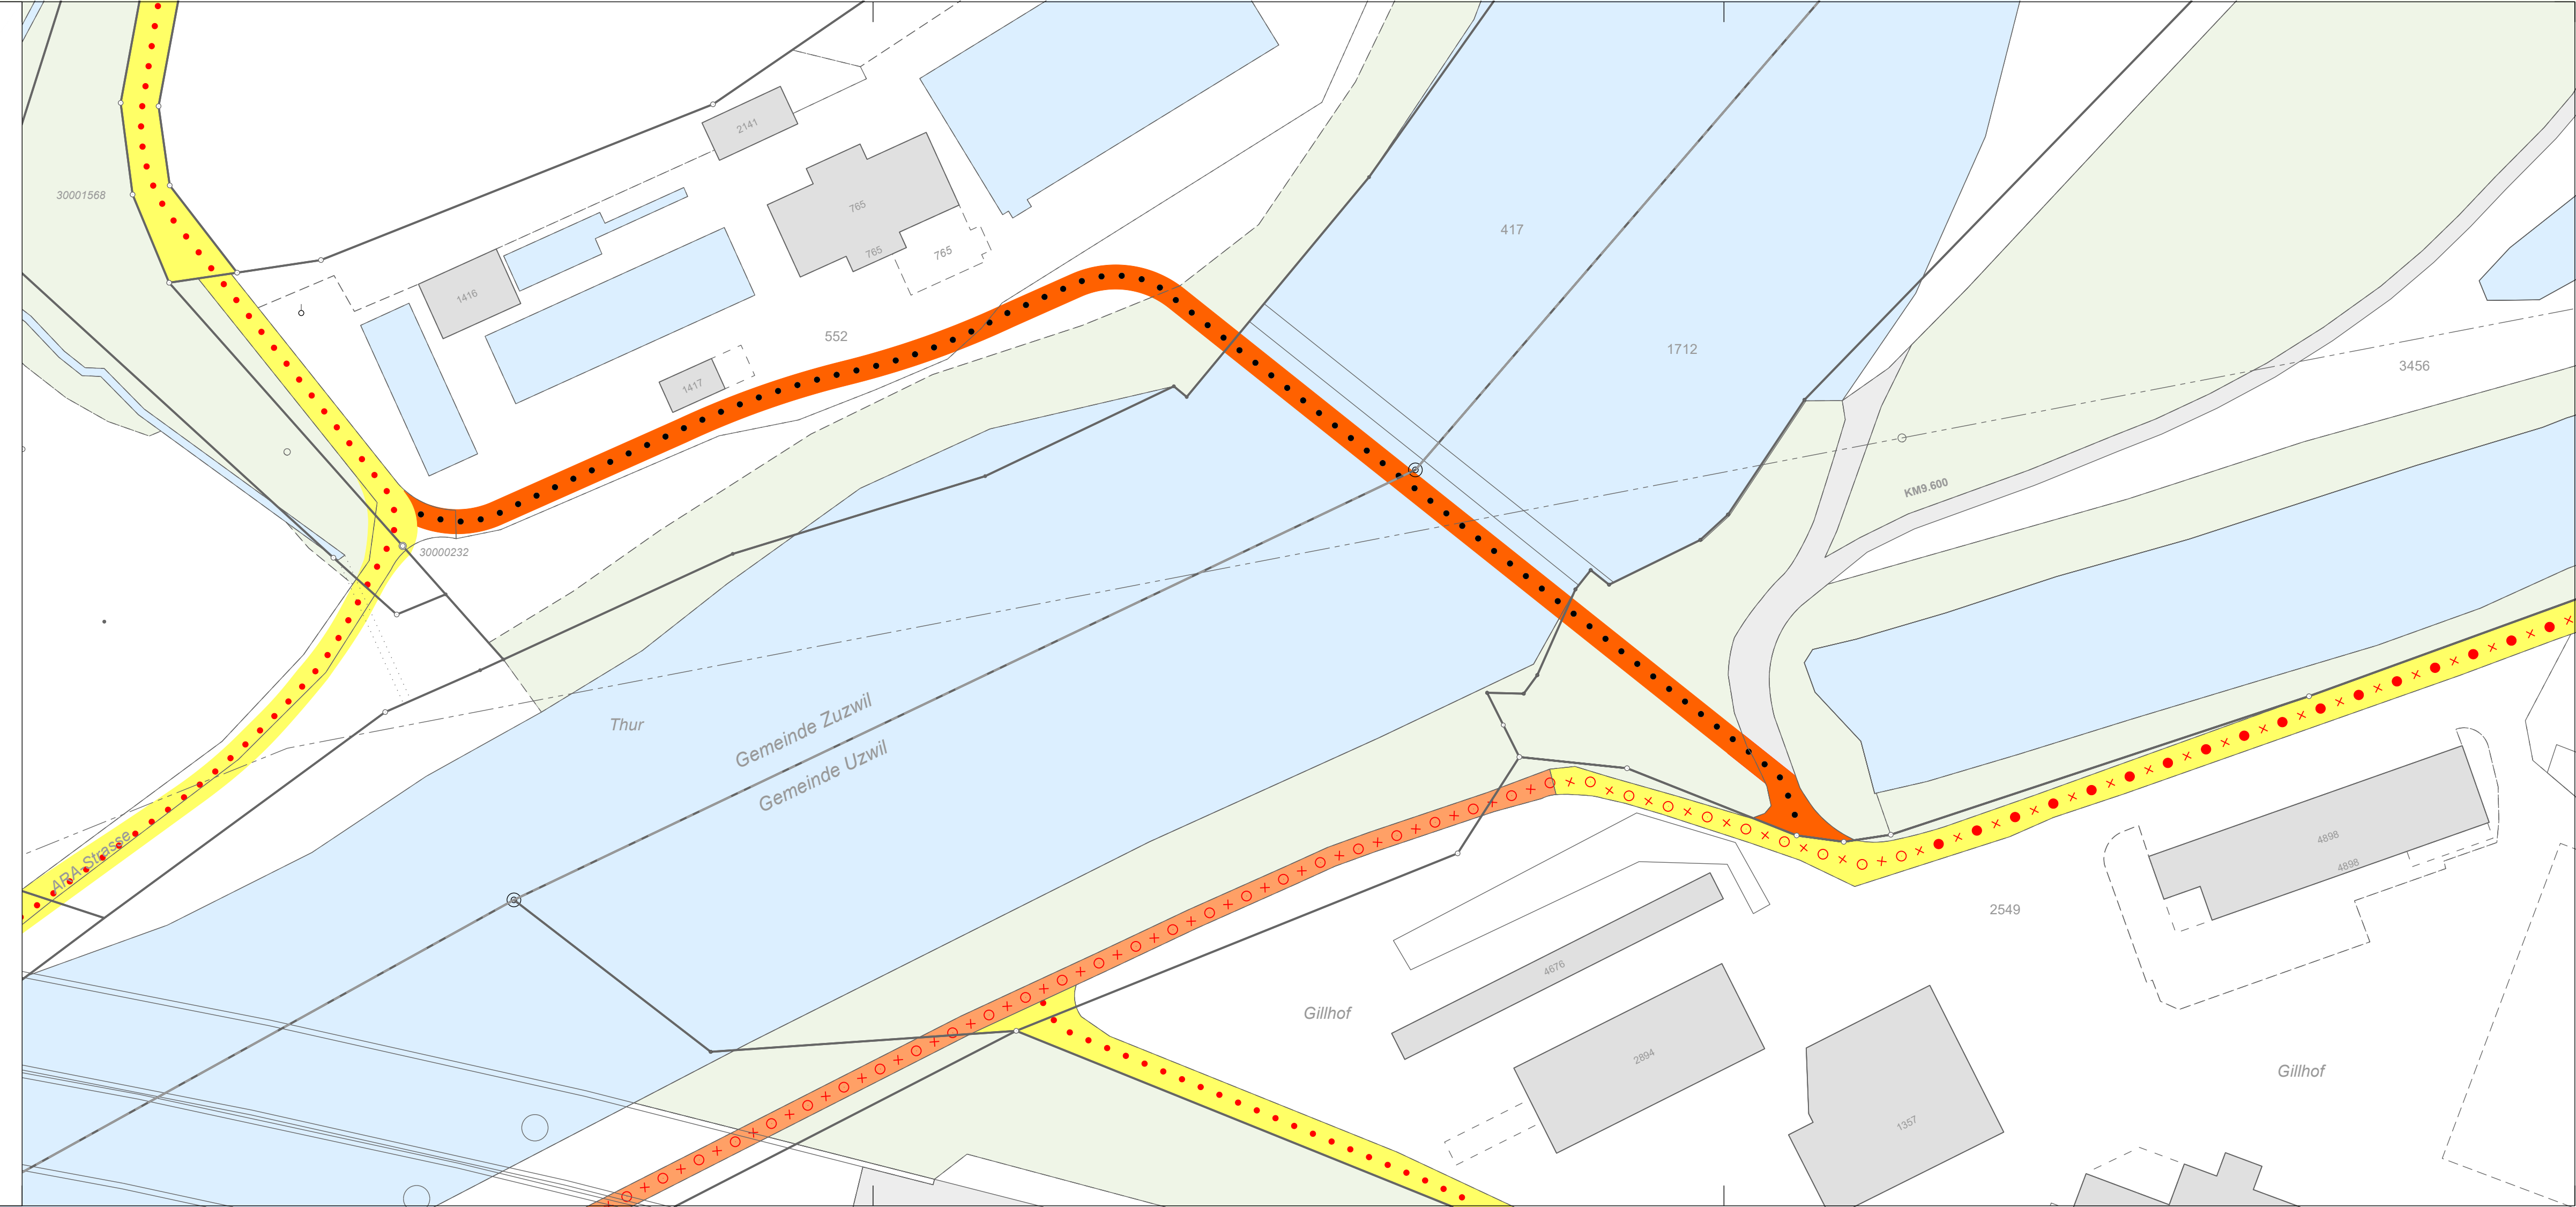 2141
30001568
765
417
765
765
1416
552
1712
3456
1417
KM9.600
30000232
Thur
Gemeinde Zuzwil
Gemeinde Uzwil
ARA-Strasse
4898
4898
2549
4676
Gillhof
2894
Gillhof
1357